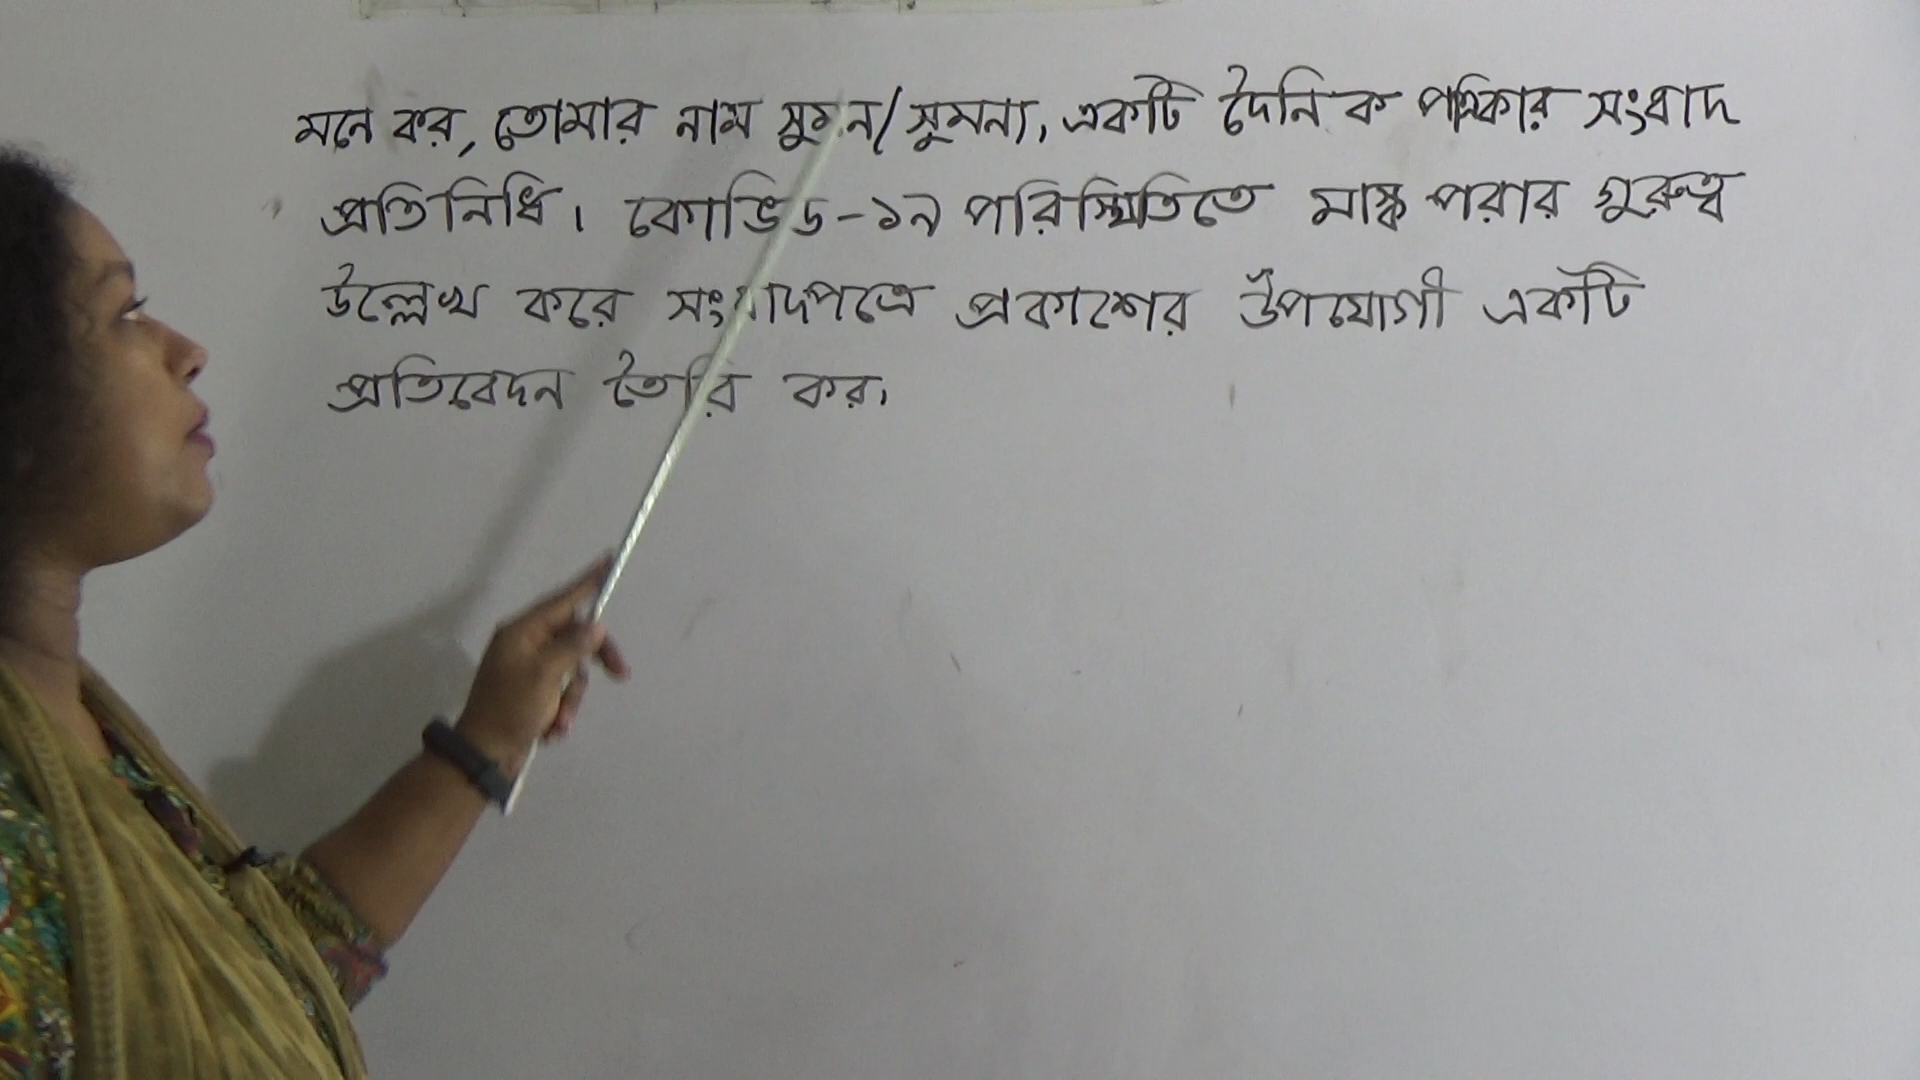 মনে কর, তোমার নাম সুমন/সুমনা, একটি দৈনিক পত্রিকার সংবাদ
প্রতিনিধি। কোভিড-১৯ পরিস্থিতিতে মাস্ক পরার গুরুত্ব
উল্লেখ করে সংবাদপত্রে প্রকাশের উপযোগী একটি
প্রতিবেদন তৈরি কর।